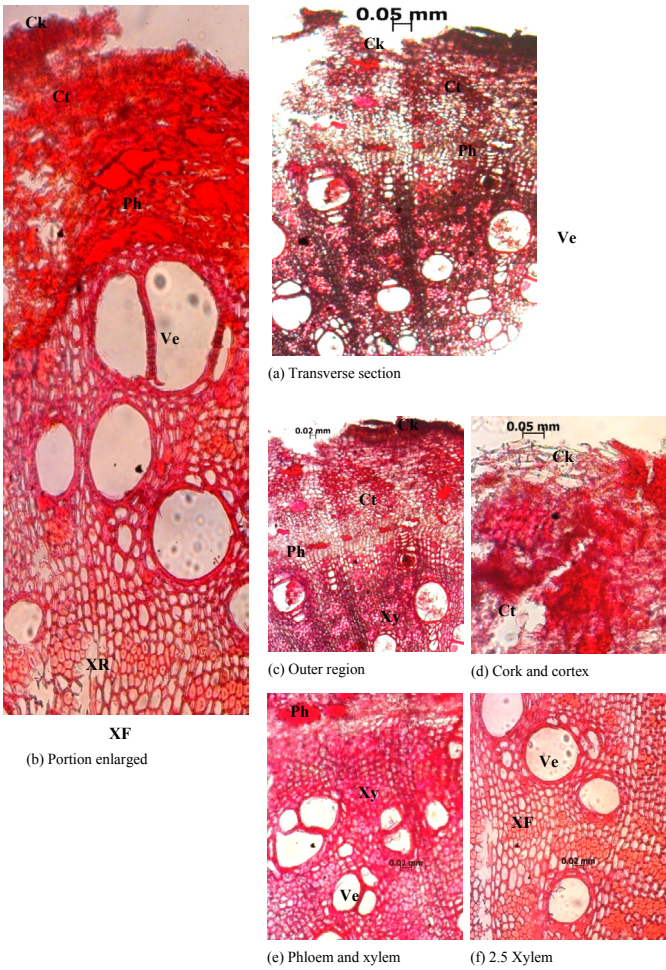 Ck
Ct
Ph
Ve
XR
XF
(b) Portion enlarged
0.05 mm
Ck
Ct
Ph
Ve
(a) Transverse section
0.02 mm
Ck
Ct
Ph
Xy
(c) Outer region
0.05 mm
Ck
Ct
(d) Cork and cortex
Ph
Xy
0.02 mm
Ve
(e) Phloem and xylem
Ve
XF
0.02 mm
(f) 2.5 Xylem